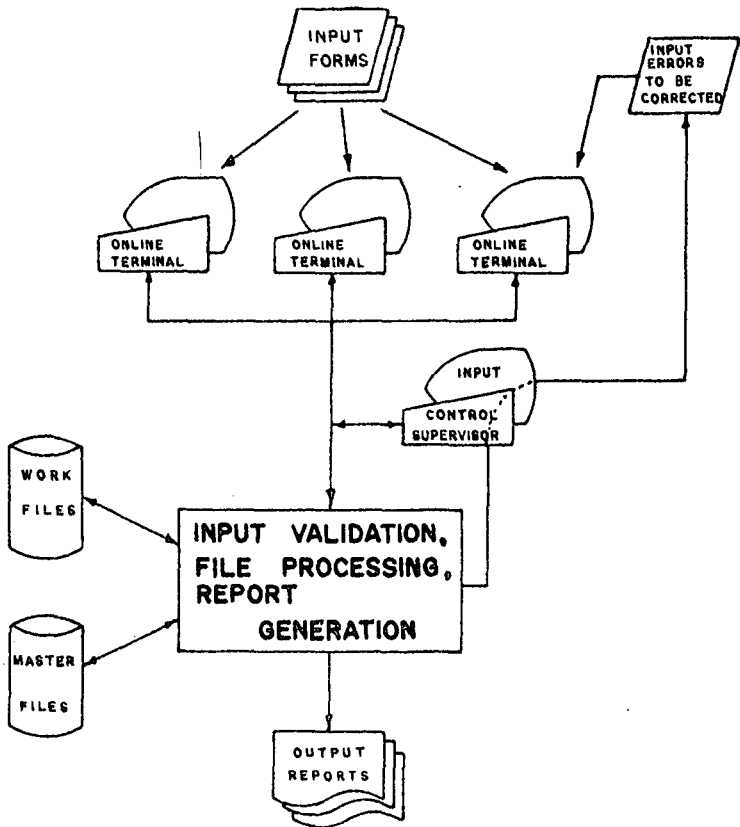 INPUT
FORMS
INPUT
ERRORS
TO BE
CORRECTED
ONLINE
TERMINAL
ONLINE
TERMINAL
ONLINE
TERMINAL
INPUT
CONTROL
SUPERVISOR
WORK
FILES
INPUT VALIDATION,
FILE PROCESSING,
REPORT
GENERATION
MASTER
FILES
OUTPUT
REPORTS